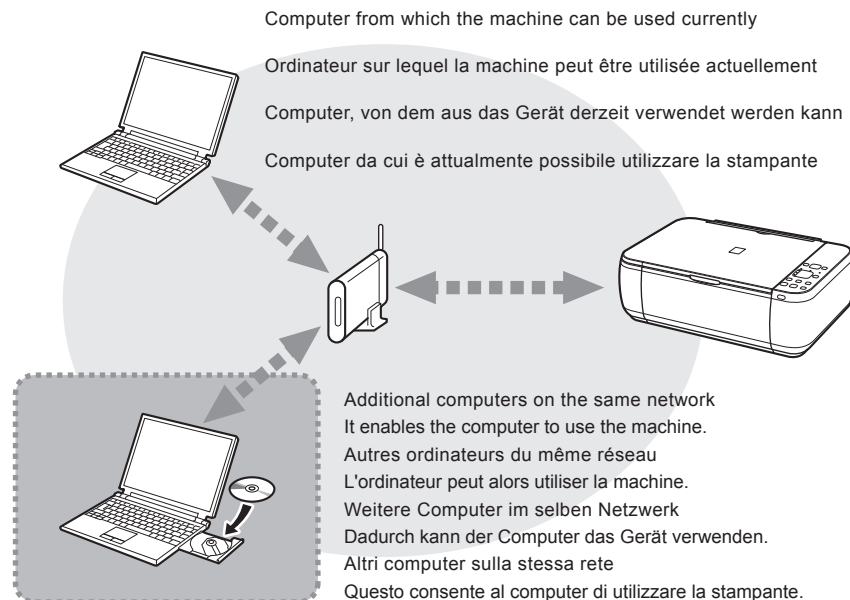 Computer from which the machine can be used currently
Ordinateur sur lequel la machine peut être utilisée actuellement
Computer, von dem aus das Gerät derzeit verwendet werden kann
Computer da cui è attualmente possibile utilizzare la stampante
Additional computers on the same network
It enables the computer to use the machine.
Autres ordinateurs du même réseau
L'ordinateur peut alors utiliser la machine.
Weitere Computer im selben Netzwerk
Dadurch kann der Computer das Gerät verwenden.
Altri computer sulla stessa rete
Questo consente al computer di utilizzare la stampante.